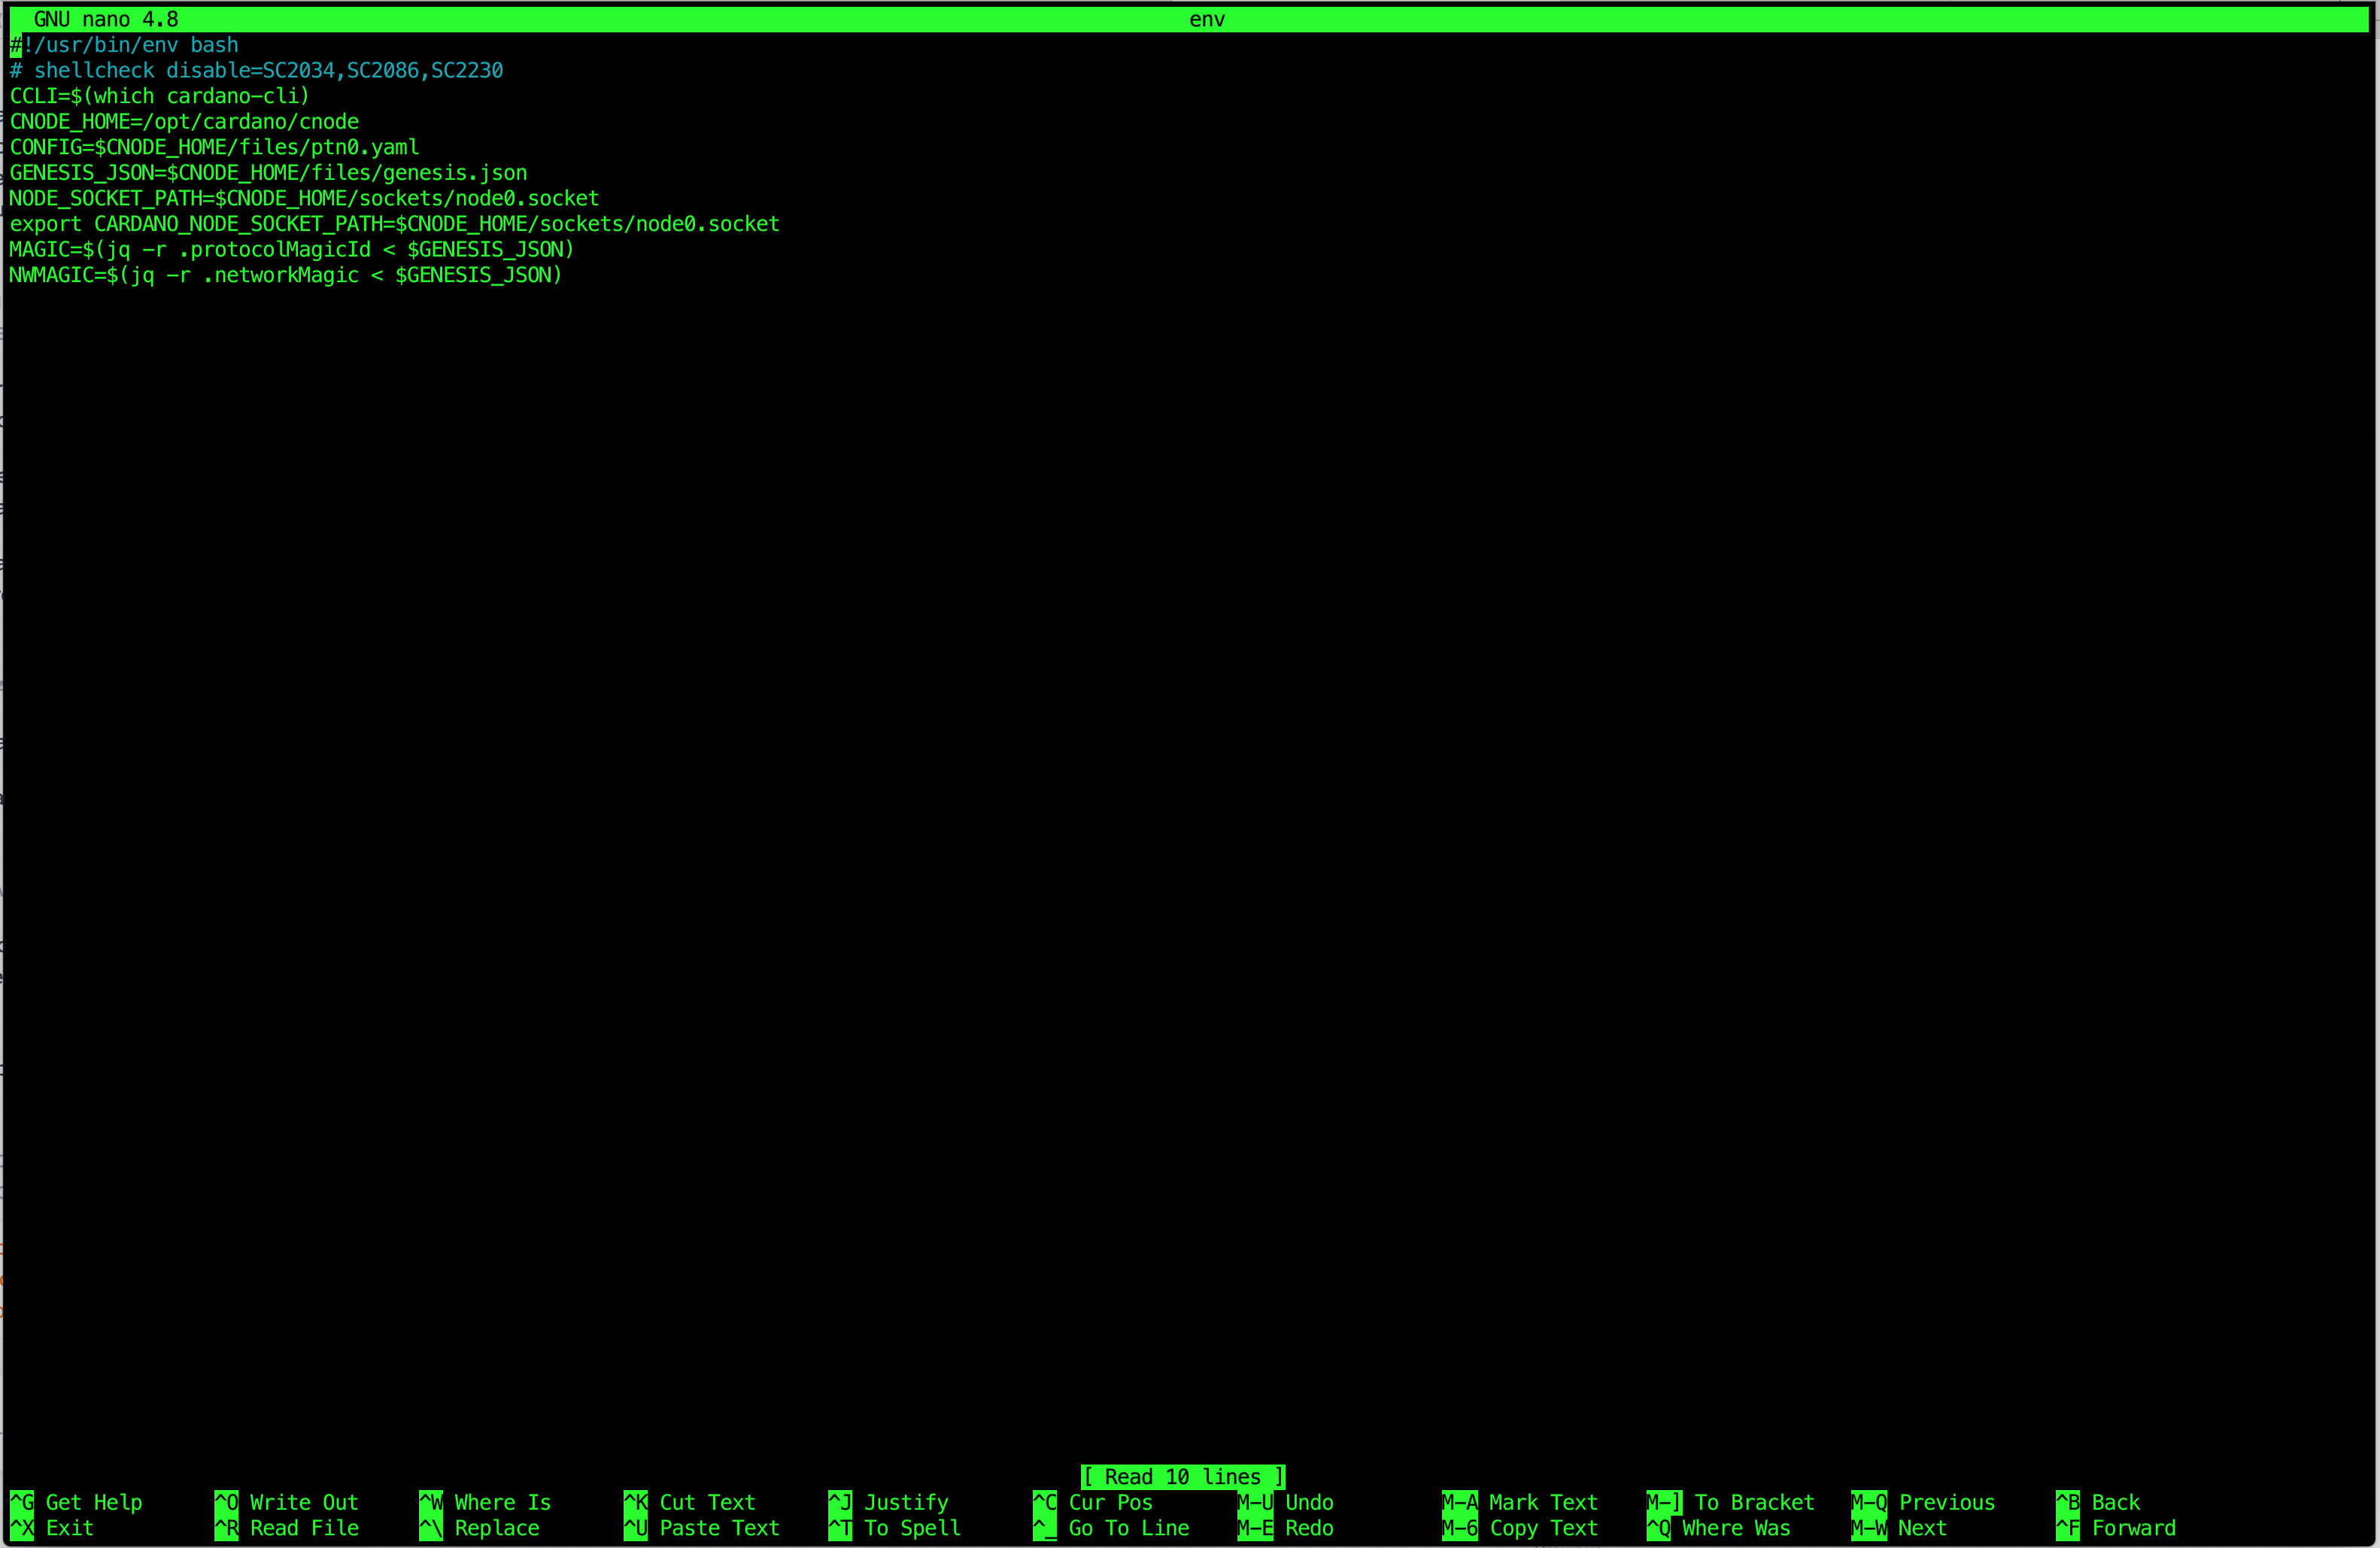 GNU nano 4.8 env
#!/usr/bin/env bash
# shellcheck disable=SC2034,SC2086,SC2230
CCLI=$(which cardano-cli)
CNODE_HOME=/opt/cardano/cnode
CONFIG=$CNODE_HOME/files/ptn0.yaml
GENESIS_JSON=$CNODE_HOME/files/genesis.json
NODE_SOCKET_PATH=$CNODE_HOME/sockets/node0.socket
export CARDANO_NODE_SOCKET_PATH=$CNODE_HOME/sockets/node0.socket
MAGIC=$(jq -r .protocolMagicId < $GENESIS_JSON)
NWMAGIC=$(jq -r .networkMagic < $GENESIS_JSON)
[ Read 10 lines ]
^G Get Help ^O Write Out ^W Where Is ^K Cut Text ^J Justify ^C Cur Pos M-U Undo M-A Mark Text M-] To Bracket M-Q Previous ^B Back
^X Exit ^R Read File ^\ Replace ^U Paste Text ^T To Spell ^_ Go To Line M-E Redo M-6 Copy Text ^Q Where Was M-W Next ^F Forward